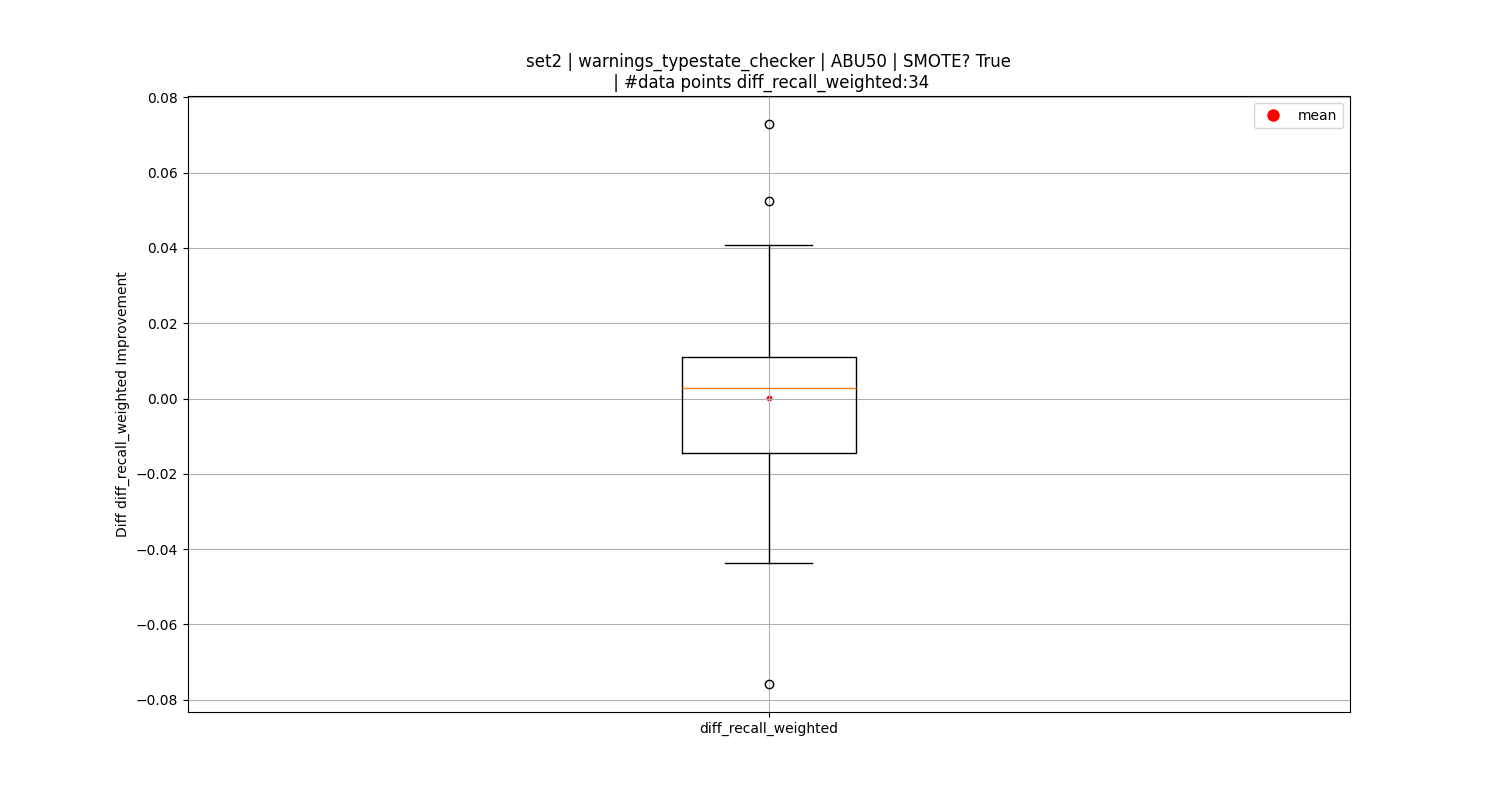 set2 | warnings_typestate_checker | ABU50 | SMOTE? True
| #data points diff_recall_weighted:34
mean
0.08
0.06
0.04
0.02
0.00
−0.02
−0.04
−0.06
−0.08
Diff diff_recall_weighted Improvement
diff_recall_weighted